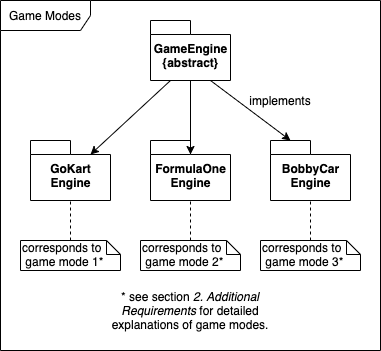 Game Modes
GameEngine
{abstract}
implements
GoKart
Engine
FormulaOne
Engine
BobbyCar
Engine
corresponds to
game mode 1*
corresponds to
game mode 2*
corresponds to
game mode 3*
* see section 2. Additional
Requirements for detailed
explanations of game modes.